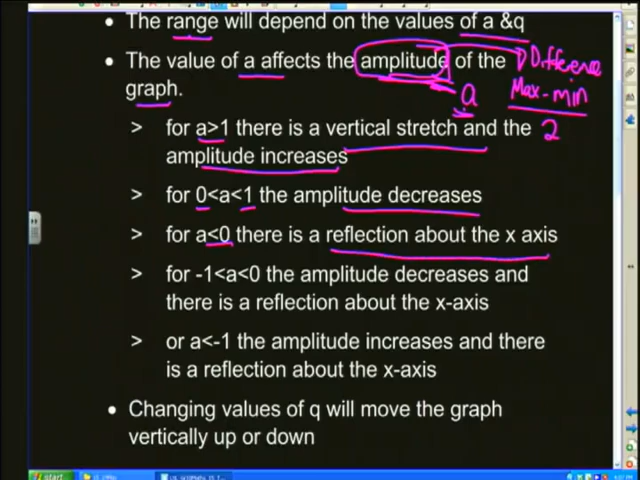 • The range will depend on the values of a &q
• The value of a affects the amplitude of the
graph.
Difference
Max-min
2
a
> for a>1 there is a vertical stretch and the
amplitude increases
> for 0<a<1 the amplitude decreases
> for a<0 there is a reflection about the x axis
> for -1<a<0 the amplitude decreases and
there is a reflection about the x-axis
> or a<-1 the amplitude increases and there
is a reflection about the x-axis
• Changing values of q will move the graph
vertically up or down
start